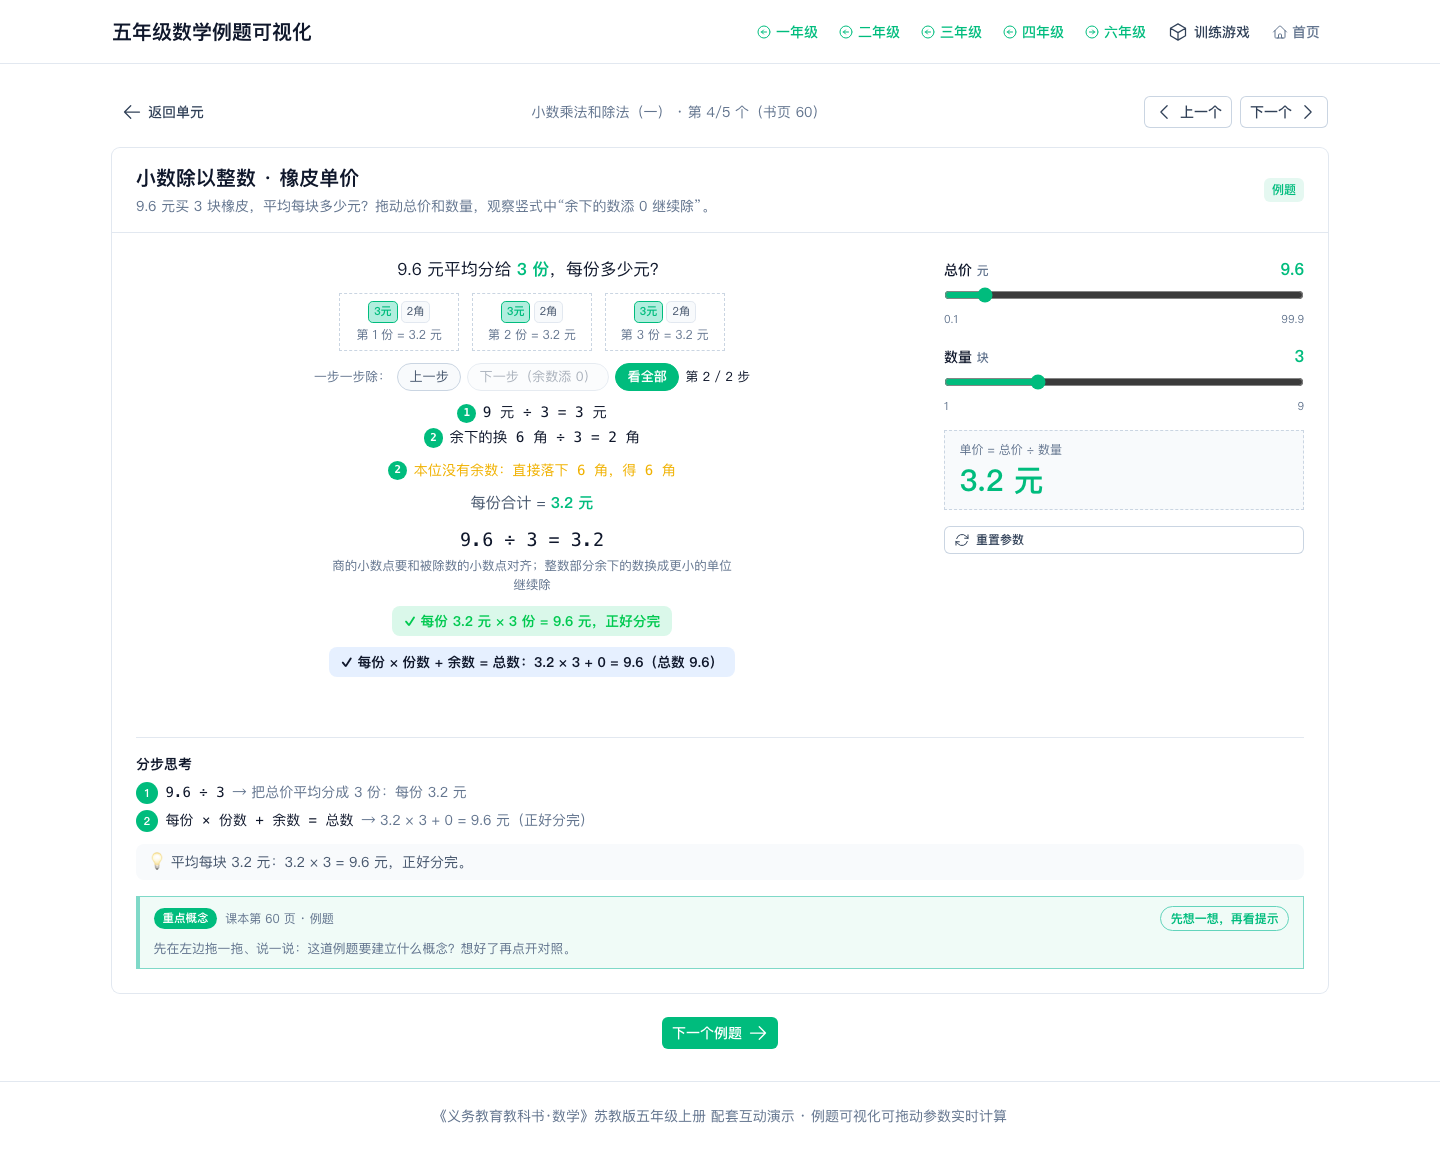 五年级数学例题可视化
一年级 二年级 三年级 四年级 六年级 训练游戏 首页
返回单元
小数乘法和除法（一） · 第 4/5 个（书页 60）
上一个 下一个
小数除以整数 · 橡皮单价
9.6 元买 3 块橡皮，平均每块多少元？拖动总价和数量，观察竖式中“余下的数添 0 继续除”。
例题
9.6 元平均分给 3 份，每份多少元？
3元 2角 3元 2角 3元 2角
第 1 份 = 3.2 元 第 2 份 = 3.2 元 第 3 份 = 3.2 元
一步一步除： 上一步 下一步（余数添 0） 看全部 第 2 / 2 步
1 9 元 ÷ 3 = 3 元
2 余下的换 6 角 ÷ 3 = 2 角
2 本位没有余数：直接落下 6 角，得 6 角
每份合计 = 3.2 元
9.6 ÷ 3 = 3.2
商的小数点要和被除数的小数点对齐；整数部分余下的数换成更小的单位
继续除
✓ 每份 3.2 元 × 3 份 = 9.6 元，正好分完
✓ 每份 × 份数 + 余数 = 总数：3.2 × 3 + 0 = 9.6（总数 9.6）
总价 元 9.6
0.1 99.9
数量 块 3
1 9
单价 = 总价 ÷ 数量
3.2 元
重置参数
分步思考
1 9.6 ÷ 3 → 把总价平均分成 3 份：每份 3.2 元
2 每份 × 份数 + 余数 = 总数 → 3.2 × 3 + 0 = 9.6 元（正好分完）
💡 平均每块 3.2 元：3.2 × 3 = 9.6 元，正好分完。
重点概念 课本第 60 页 · 例题
先想一想，再看提示
先在左边拖一拖、说一说：这道例题要建立什么概念？想好了再点开对照。
下一个例题
《义务教育教科书·数学》苏教版五年级上册 配套互动演示 · 例题可视化可拖动参数实时计算